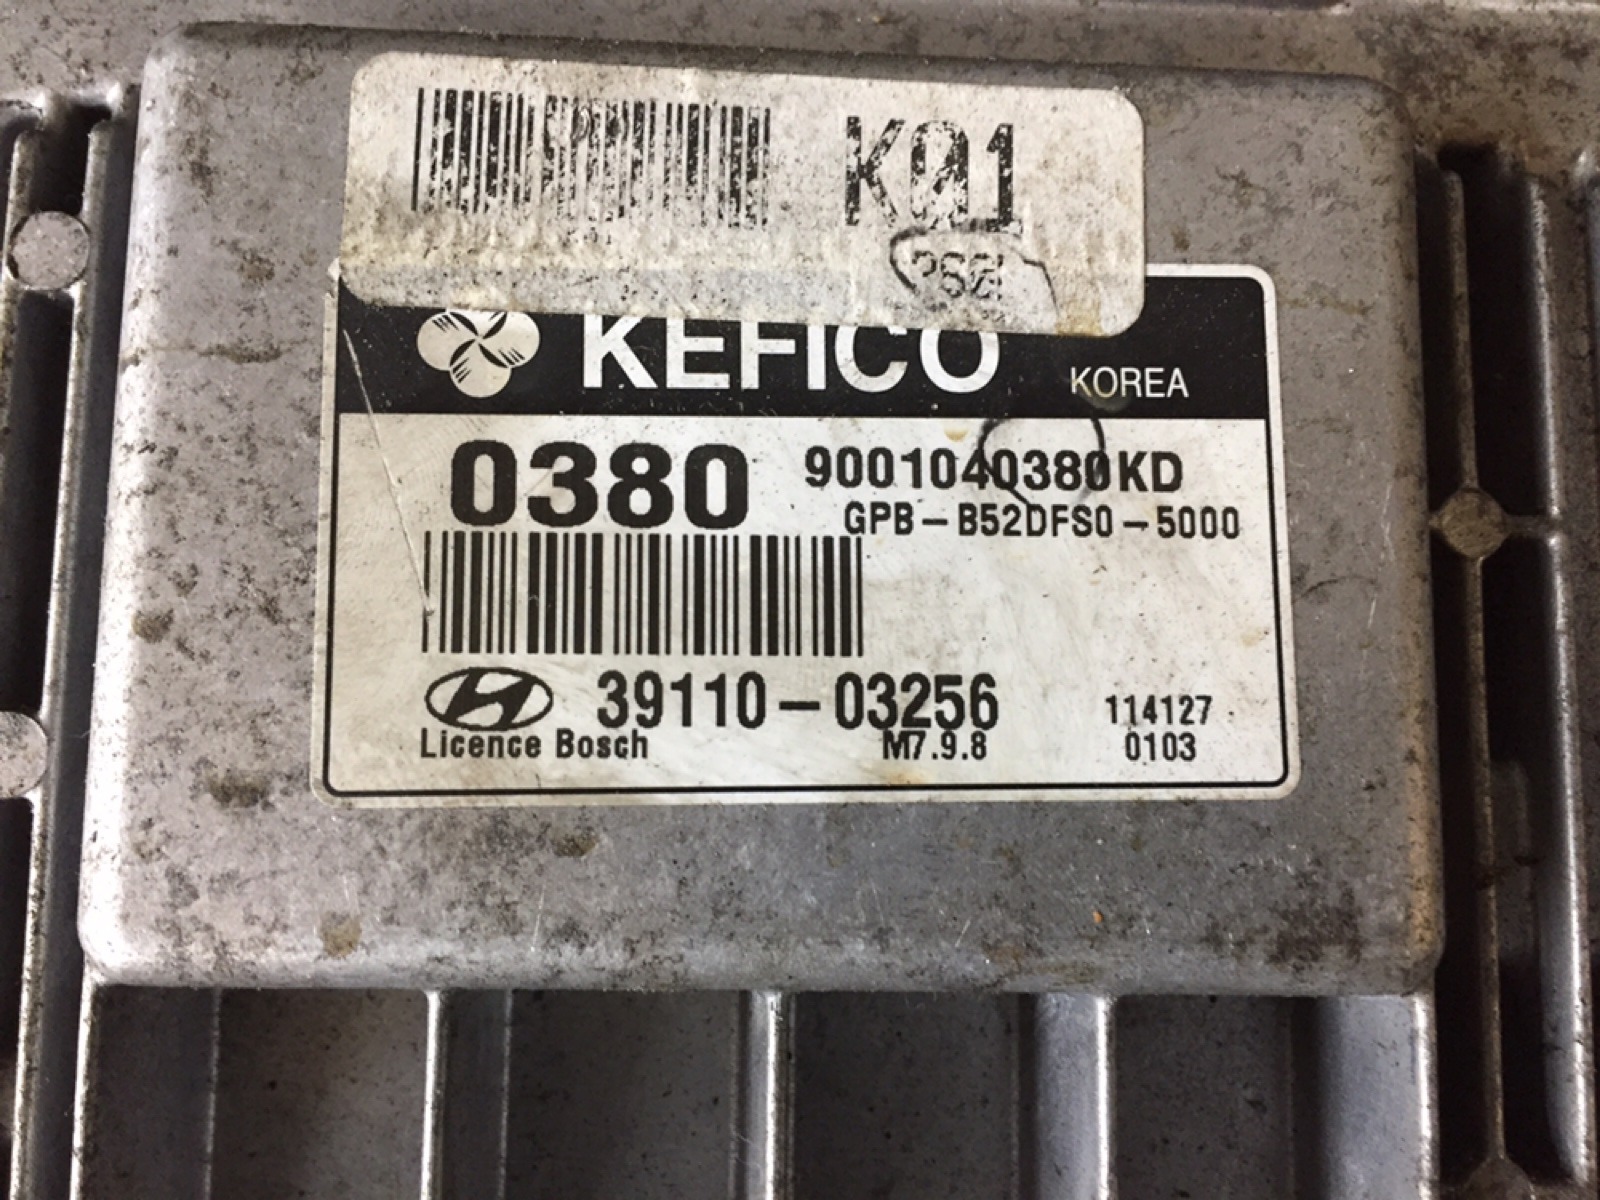 K01
KEFICO
KOREA
0380
9001040380KD
GPB-B52DFS0-5000
39110-03256
114127
Licence Bosch
M7.9.8
0103